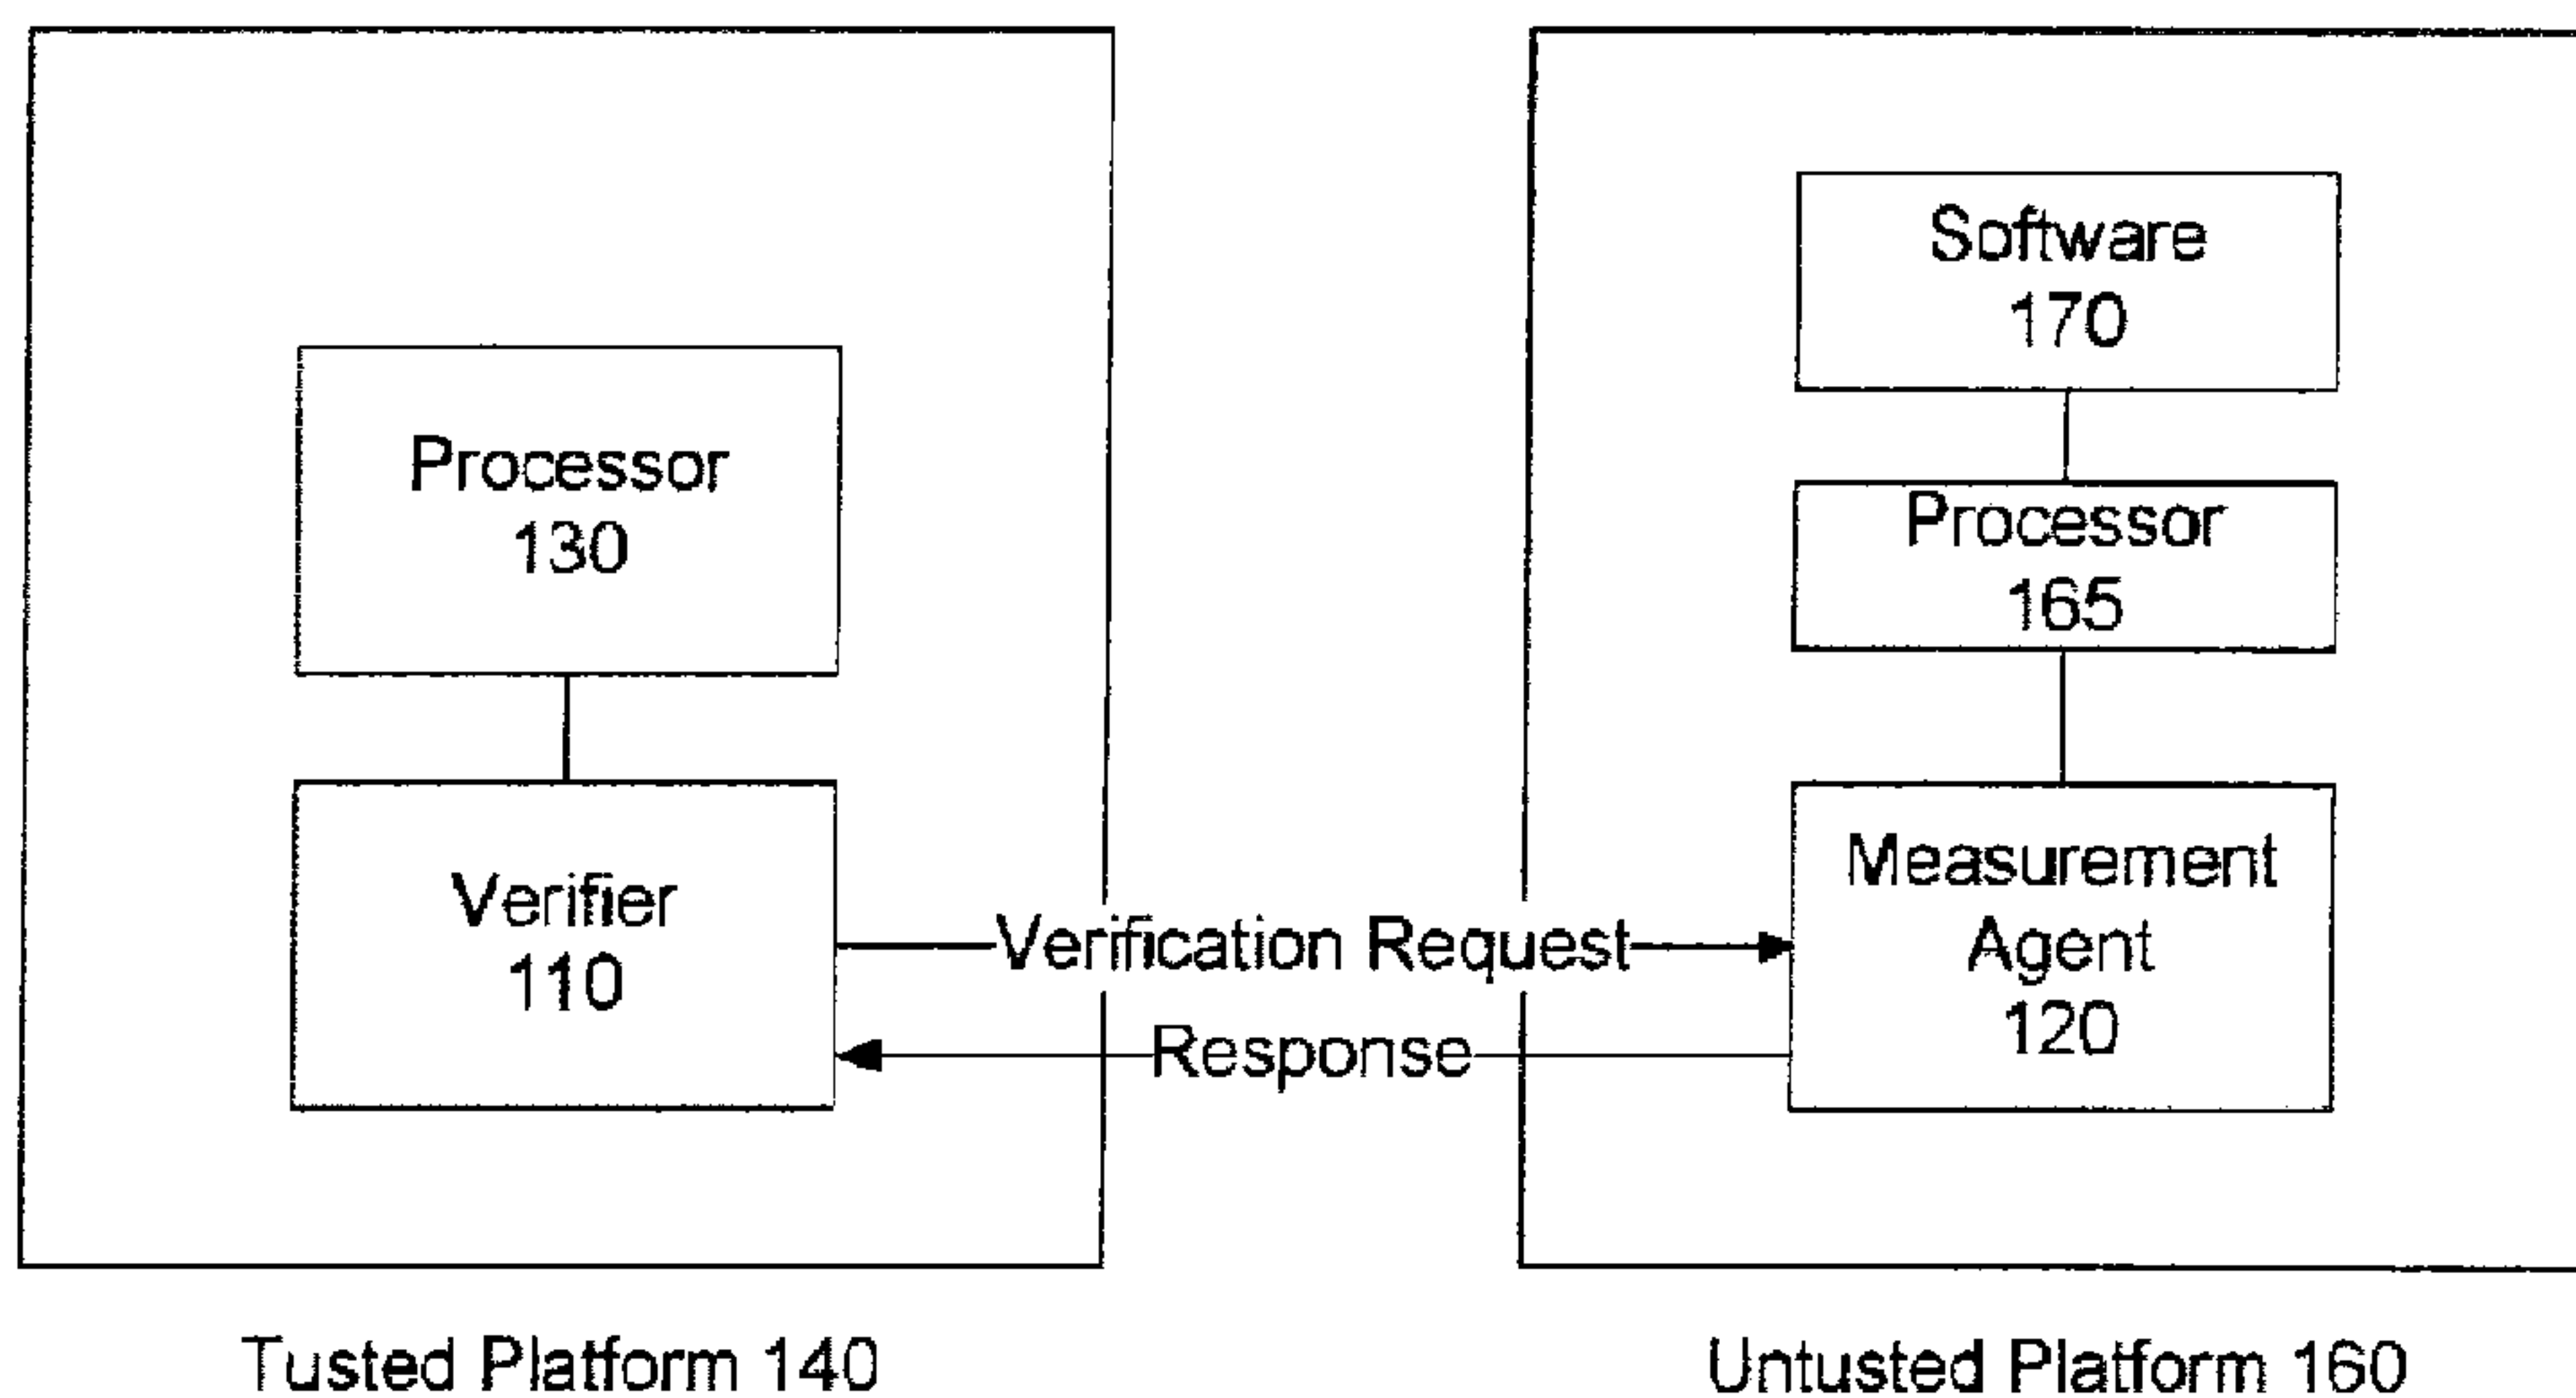 Processor
130
Verifier
110
Verification Request
Response
Software
170
Processor
165
Measurement
Agent
120
Tusted Platform 140
Untusted Platform 160